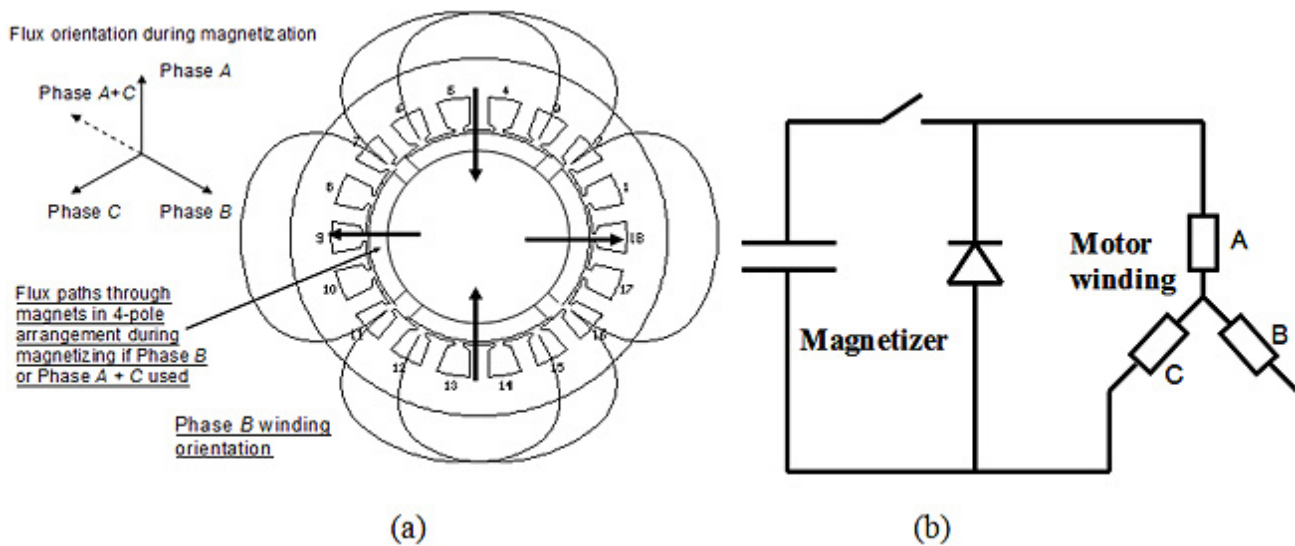 Flux orientation during magnetization
Phase A
Phase A+C
Phase C
Phase B
5
4
3
2
1
18
17
16
15
14
13
12
11
10
9
8
7
6
Flux paths through
magnets in 4-pole
arrangement during
magnetizing if Phase B
or Phase A + C used
Phase B winding
orientation
(a)
Magnetizer
Motor
winding
A
B
C
(b)